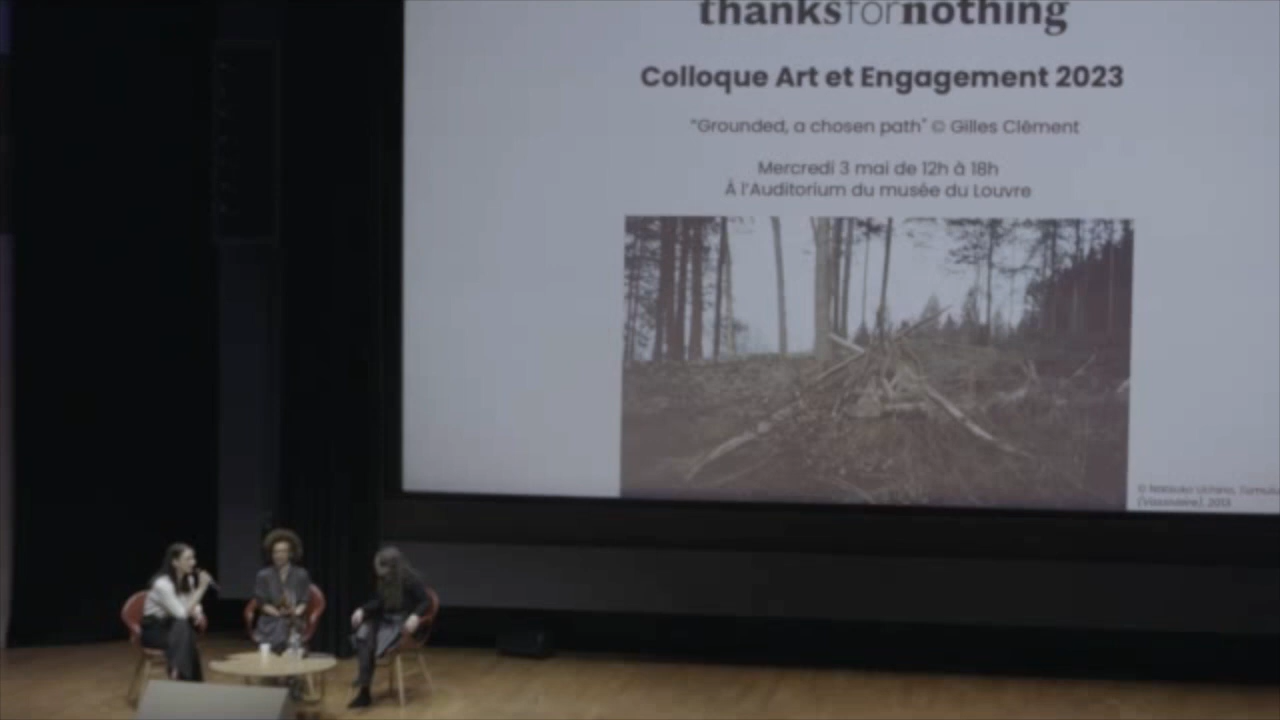 thanksfornothing
Colloque Art et Engagement 2023
"Grounded, a chosen path" © Gilles Clément
Mercredi 3 mai de 12h à 18h
À l'Auditorium du musée du Louvre
© 
2013